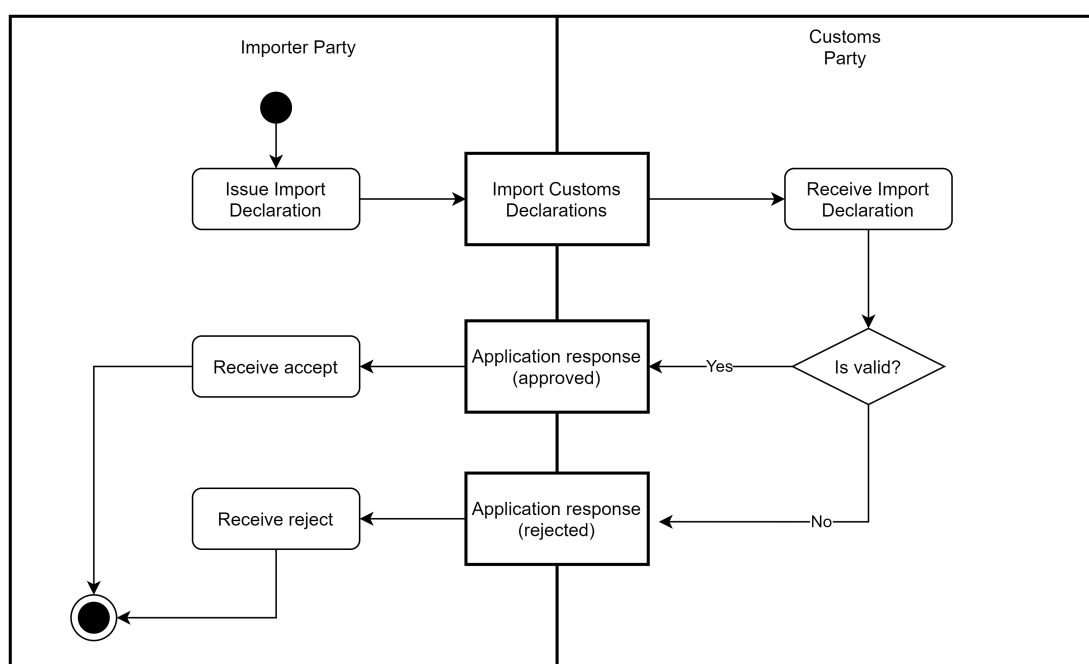 Importer Party
Customs
Party
Issue Import
Declaration
Import Customs
Declarations
Receive Import
Declaration
Receive accept
Application response
(approved)
Yes
Is valid?
Receive reject
Application response
(rejected)
No